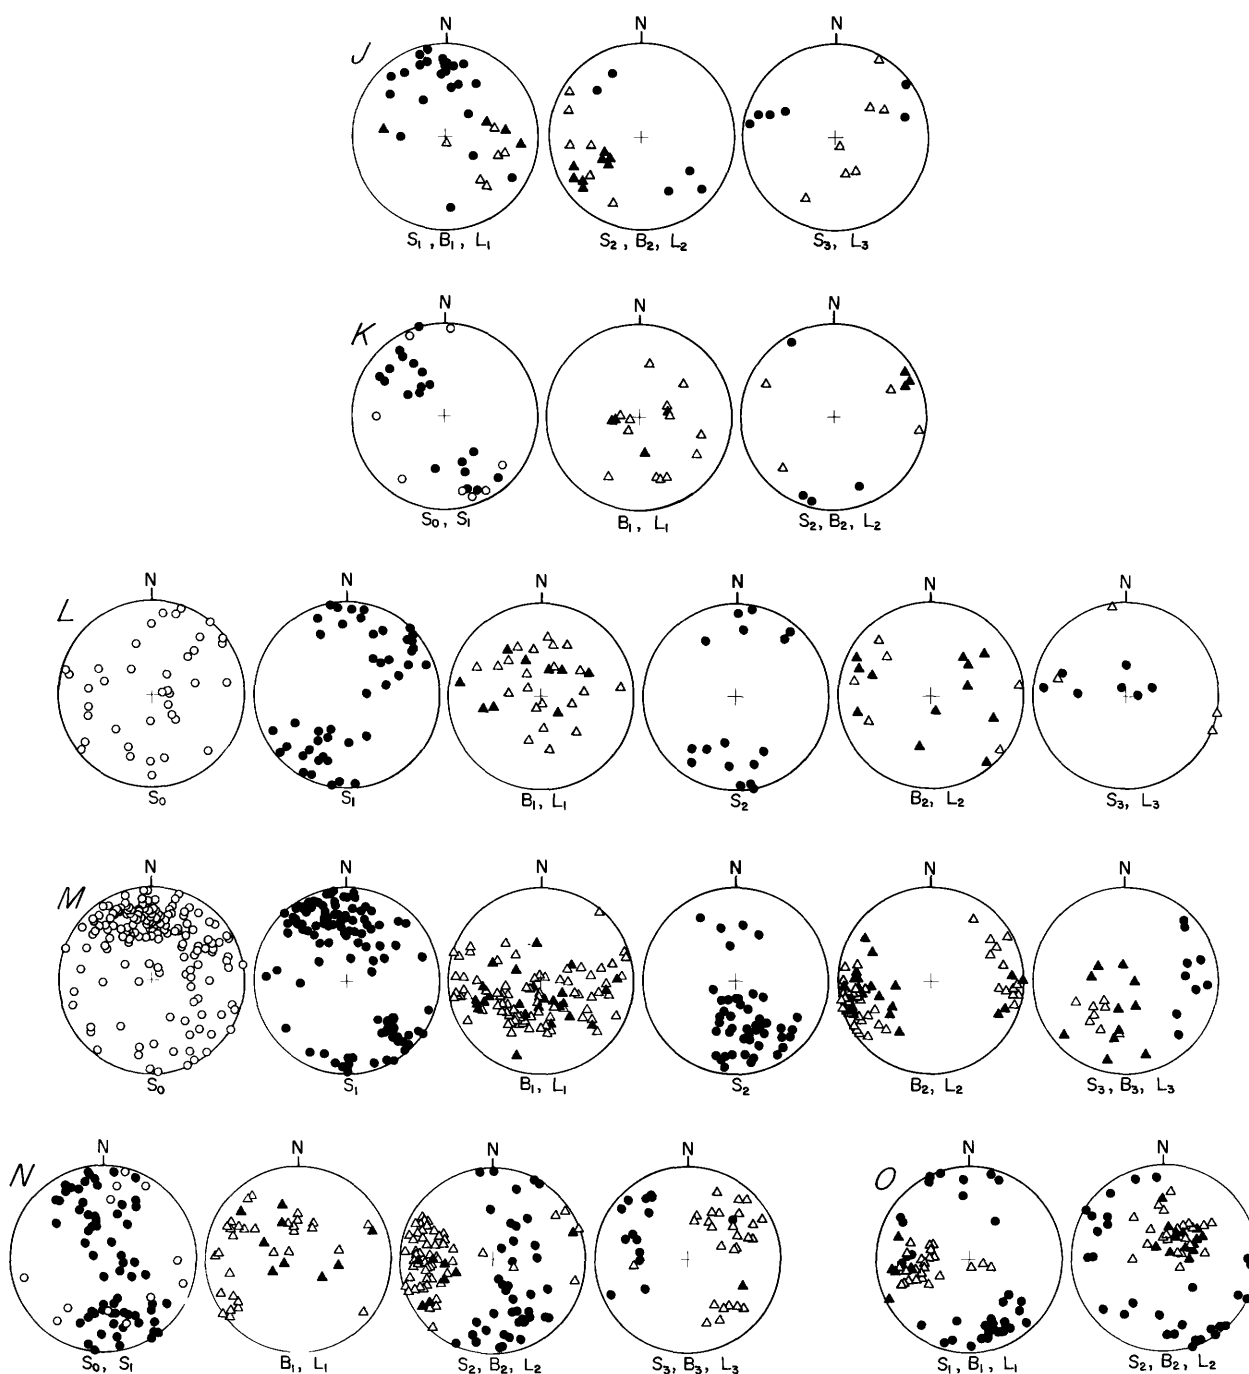 J N N N
S₁, B₁, L₁ S₂, B₂, L₂ S₃, L₃
K N N N
S₀, S₁ B₁, L₁ S₂, B₂, L₂
L N N N N N N
S₀ S₁ B₁, L₁ S₂ B₂, L₂ S₃, L₃
M N N N N N N
S₀ S₁ B₁, L₁ S₂ B₂, L₂ S₃, B₃, L₃
N N N N N O N N
S₀, S₁ B₁, L₁ S₂, B₂, L₂ S₃, B₃, L₃ S₁, B₁, L₁ S₂, B₂, L₂